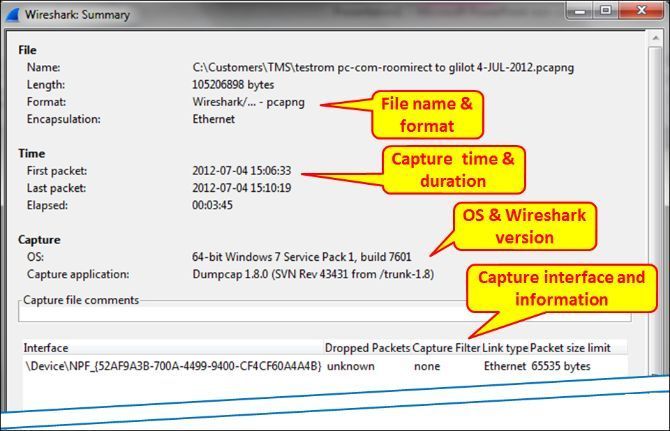 Wireshark: Summary
File
Name: C:\Customers\TMS\testrom pc-com-roomirect to glilot 4-JUL-2012.pcapng
Length: 105206898 bytes
Format: Wireshark/... - pcapng
Encapsulation: Ethernet
File name &
format
Time
First packet: 2012-07-04 15:06:33
Last packet: 2012-07-04 15:10:19
Elapsed: 00:03:45
Capture time &
duration
Capture
OS: 64-bit Windows 7 Service Pack 1, build 7601
Capture application: Dumpcap 1.8.0 (SVN Rev 43431 from /trunk-1.8)
OS & Wireshark
version
Capture interface and
information
Capture file comments
Interface Dropped Packets Capture Filter Link type Packet size limit
\Device\NPF_{52AF9A3B-700A-4499-9400-CF4CF60A4A4B} unknown none Ethernet 65535 bytes